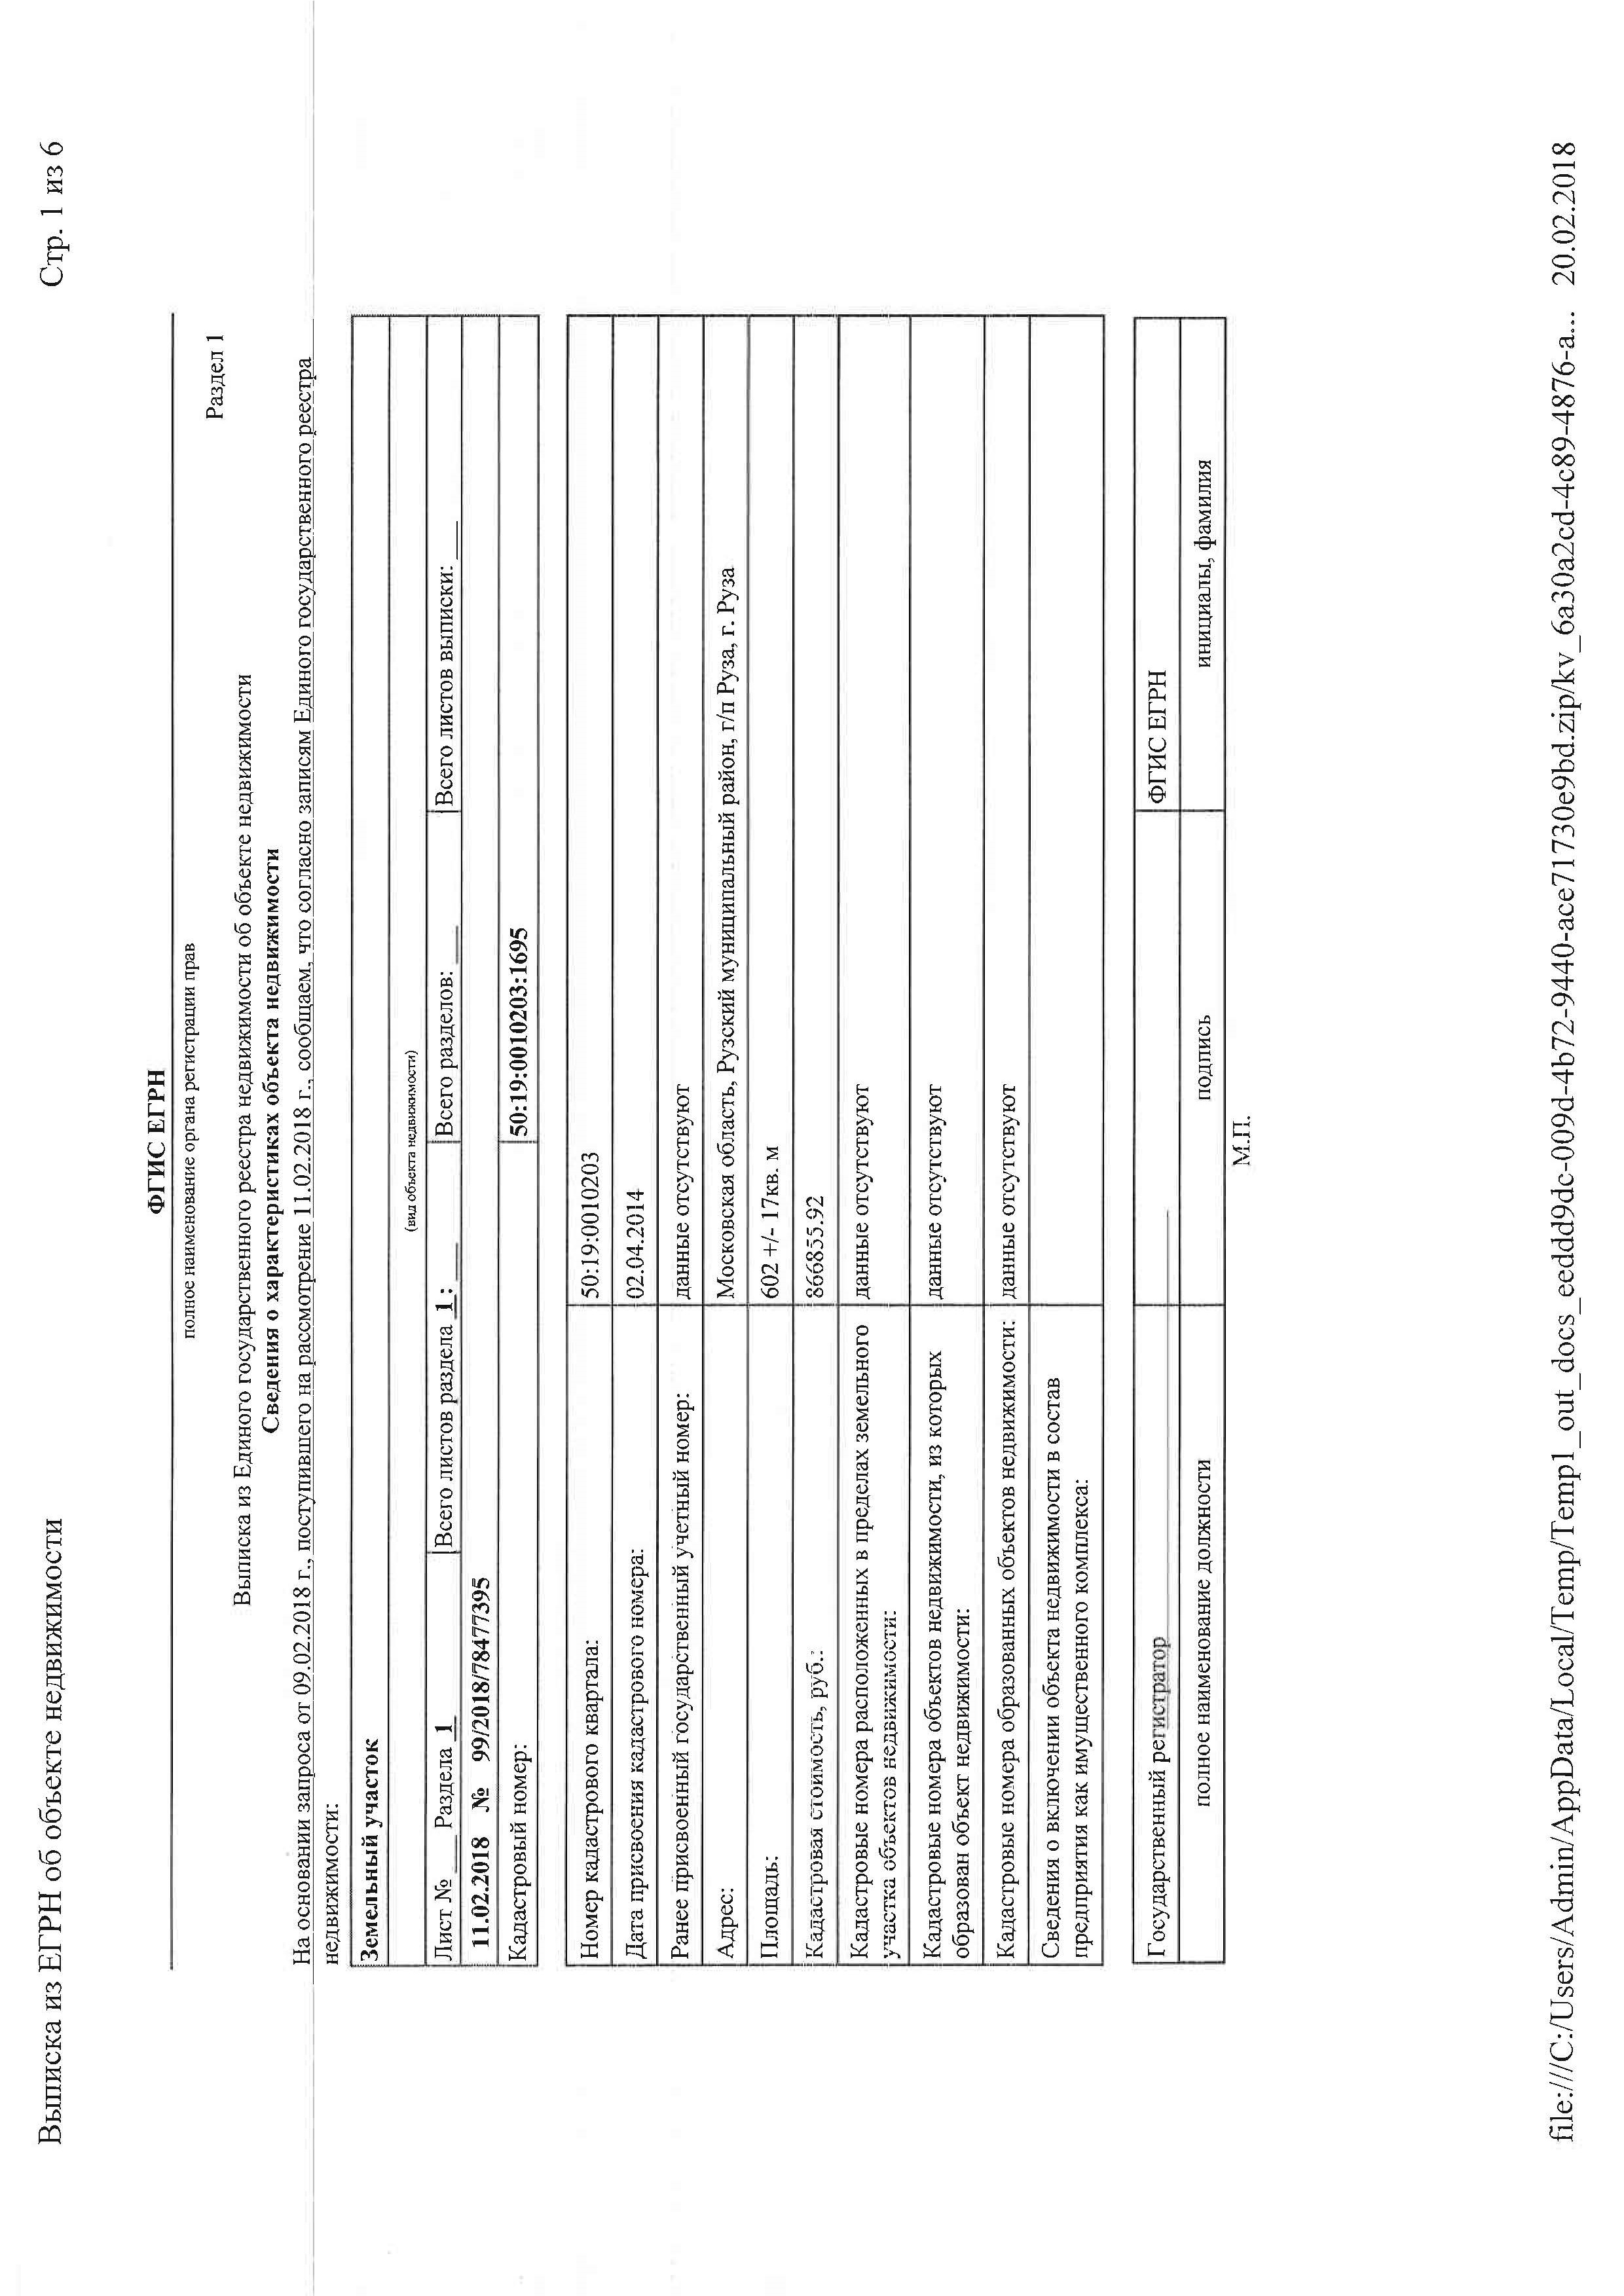 Выписка из ЕГРН об объекте недвижимости
Стр. 1 из 6
ФГИС ЕГРН
полное наименование органа регистрации прав
Раздел 1
Выписка из Единого государственного реестра недвижимости об объекте недвижимости
Сведения о характеристиках объекта недвижимости
На основании запроса от 09.02.2018 г., поступившего на рассмотрение 11.02.2018 г., сообщаем, что согласно записям Единого государственного реестра
недвижимости:
Земельный участок
(вид объекта недвижимости)
Лист № ___ Раздела 1 Всего листов раздела 1 : ___ Всего разделов: ___ Всего листов выписки: ___
11.02.2018 № 99/2018/78477395
Кадастровый номер: 50:19:0010203:1695
Номер кадастрового квартала: 50:19:0010203
Дата присвоения кадастрового номера: 02.04.2014
Ранее присвоенный государственный учетный номер: данные отсутствуют
Адрес: Московская область, Рузский муниципальный район, г/п Руза, г. Руза
Площадь: 602 +/- 17кв. м
Кадастровая стоимость, руб.: 866855.92
Кадастровые номера расположенных в пределах земельного данные отсутствуют
участка объектов недвижимости:
Кадастровые номера объектов недвижимости, из которых данные отсутствуют
образован объект недвижимости:
Кадастровые номера образованных объектов недвижимости: данные отсутствуют
Сведения о включении объекта недвижимости в состав
предприятия как имущественного комплекса:
Государственный регистратор ФГИС ЕГРН
полное наименование должности подпись инициалы, фамилия
М.П.
file:///C:/Users/Admin/AppData/Local/Temp/Temp1_out_docs_eeddd9dc-009d-4b72-9440-ace71730e9bd.zip/kv_6a30a2cd-4c89-4876-a... 20.02.2018